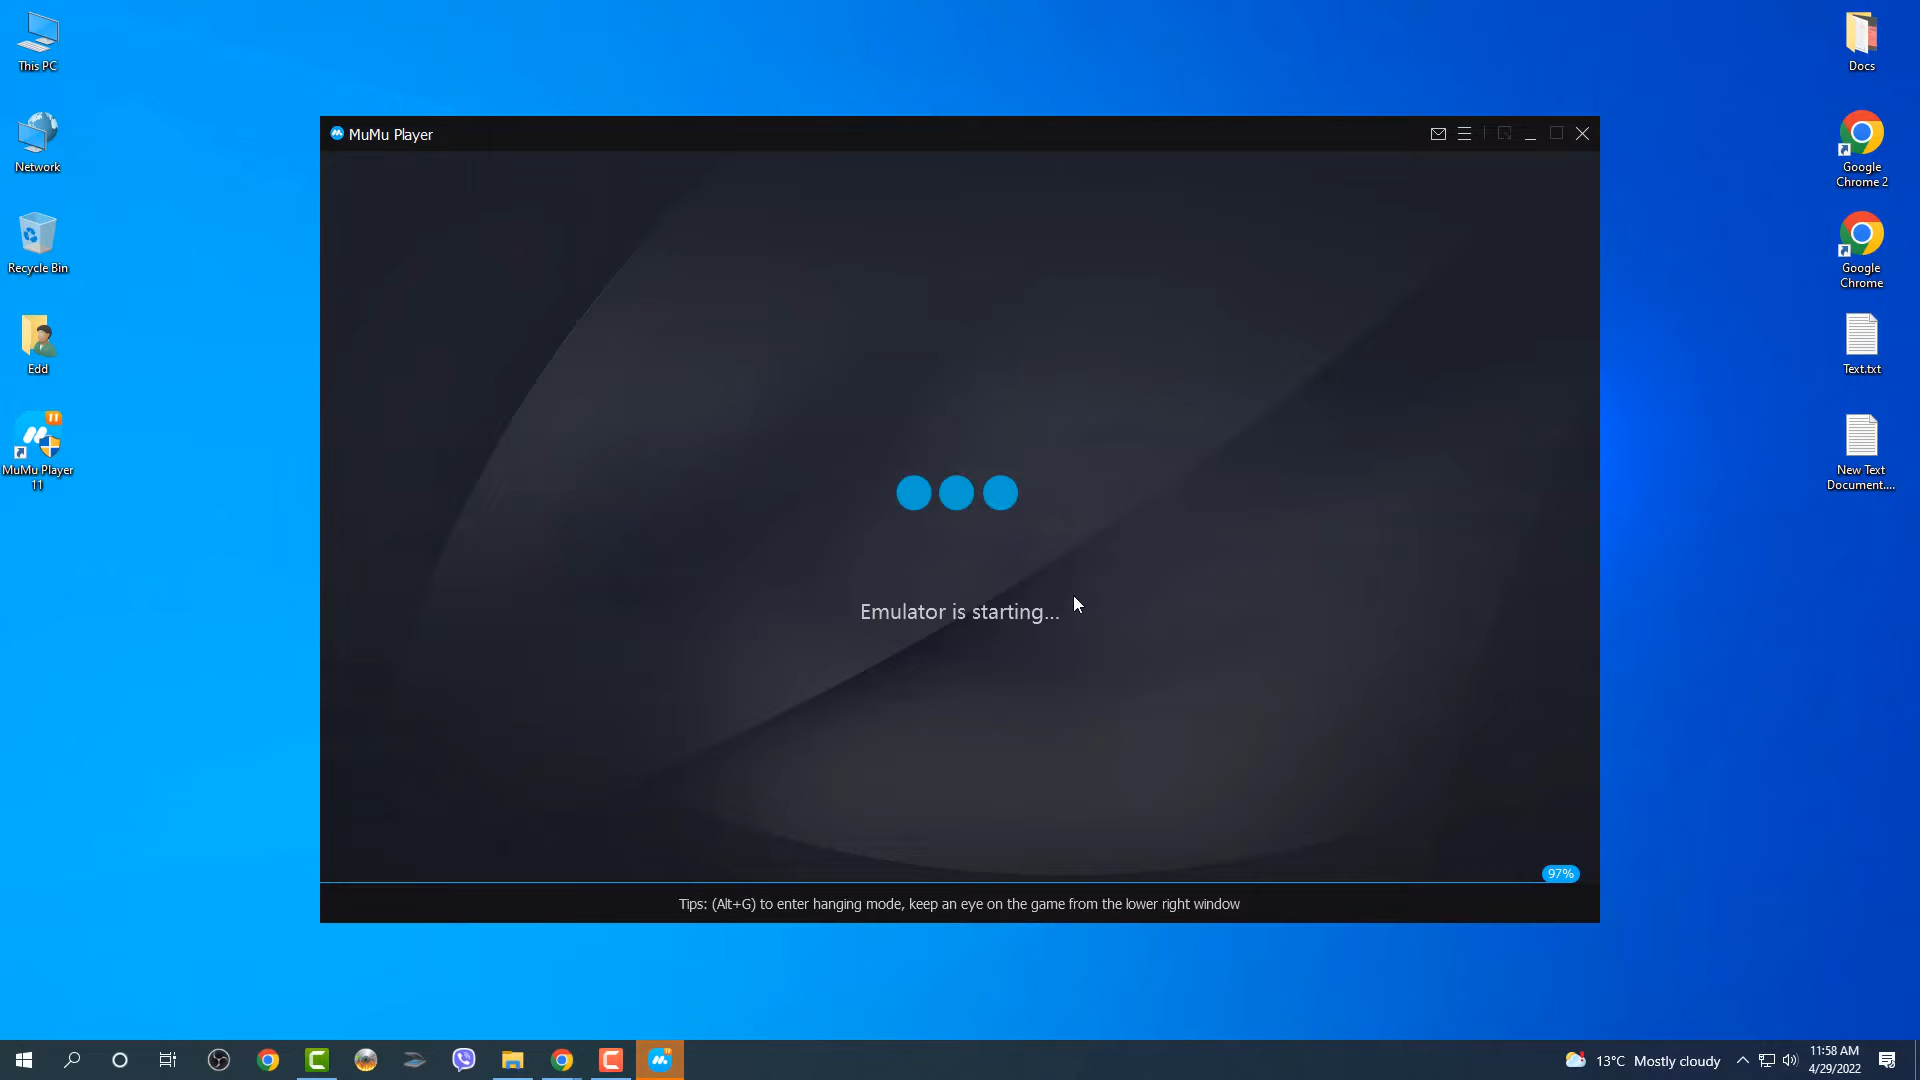 This PC
Network
Recycle Bin
Edd
MuMu Player
11
MuMu Player
Emulator is starting...
97%
Tips: (Alt+G) to enter hanging mode, keep an eye on the game from the lower right window
Docs
Google
Chrome 2
Google
Chrome
Text.txt
New Text
Document....
13°C Mostly cloudy
11:58 AM
4/29/2022